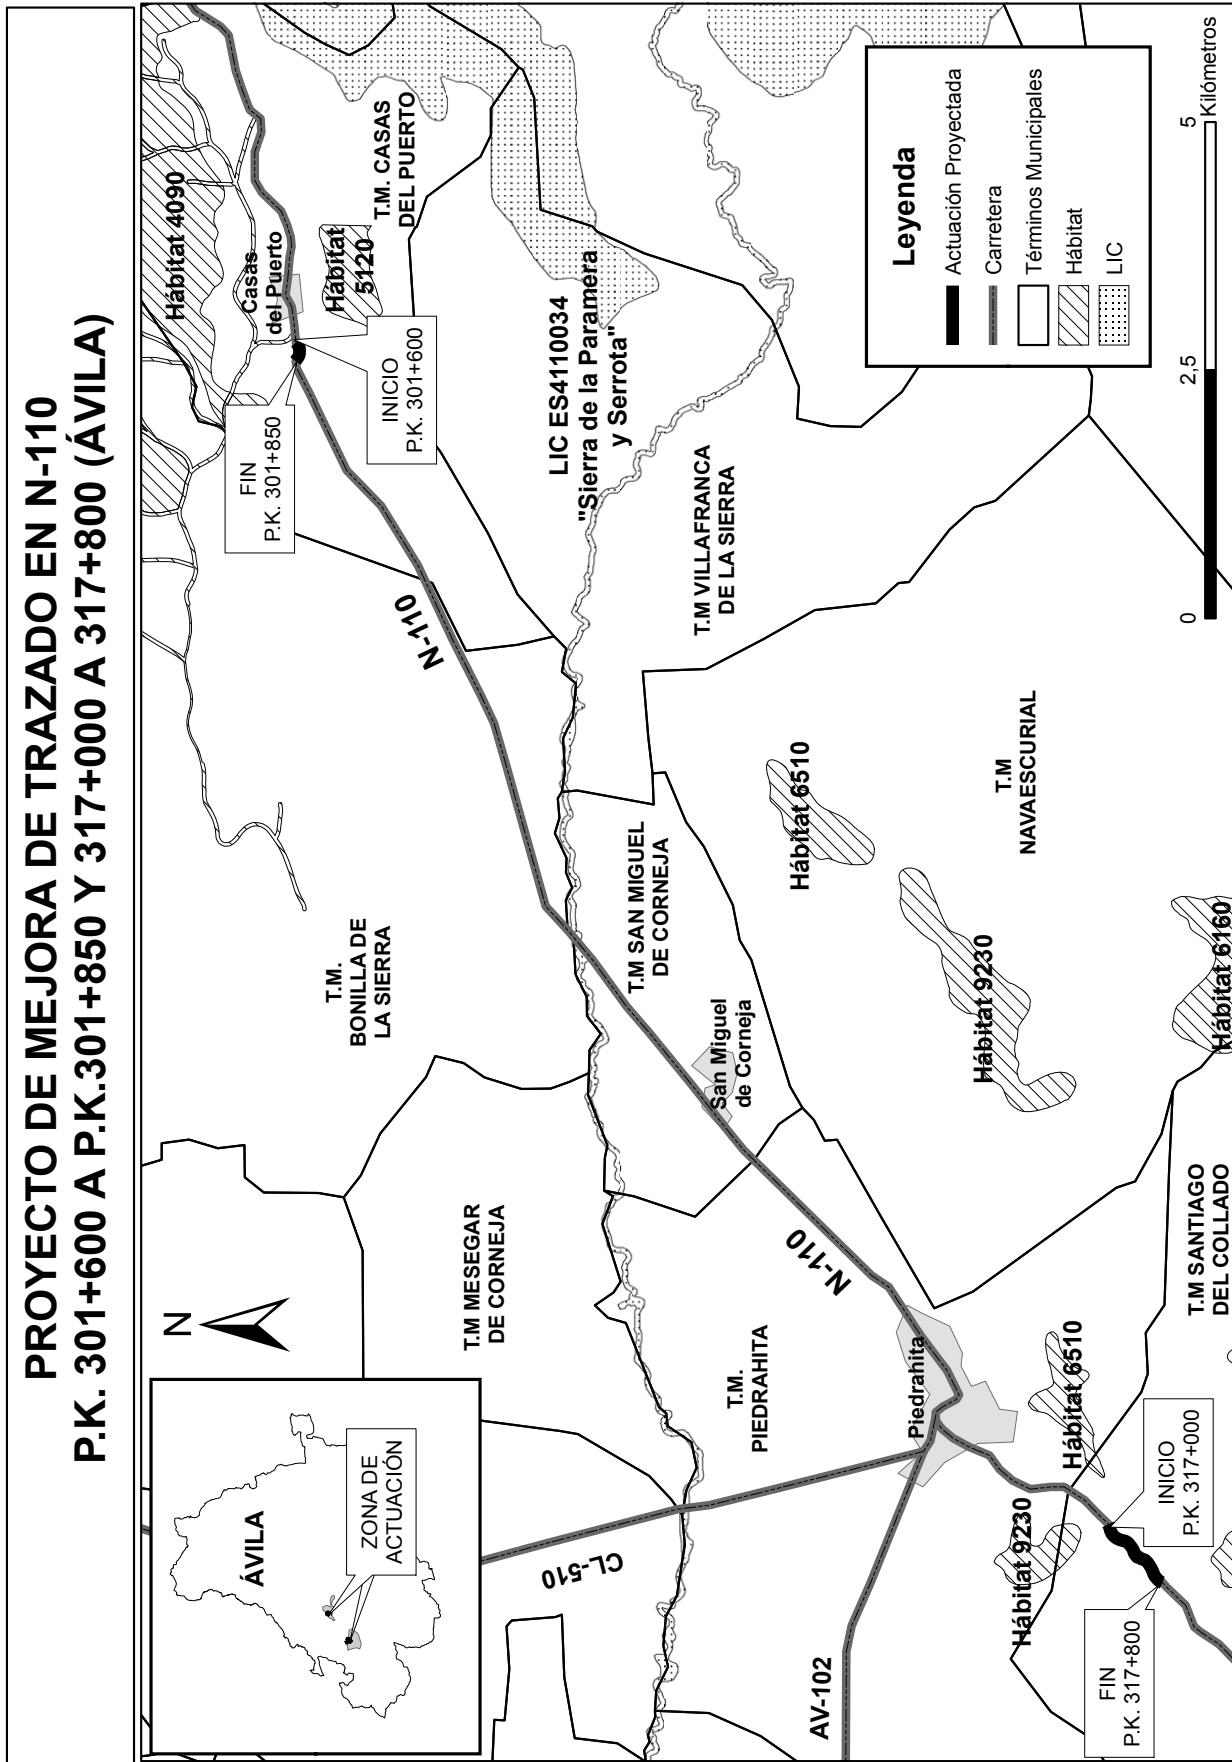 PROYECTO DE MEJORA DE TRAZADO EN N-110
P.K. 301+600 A P.K.301+850 Y 317+000 A 317+800 (ÁVILA)
ÁVILA
ZONA DE
ACTUACIÓN
N
T.M MESEGAR
DE CORNEJA
T.M.
BONILLA DE
LA SIERRA
N-110
FIN
P.K. 301+850
INICIO
P.K. 301+600
Hábitat 4090
Casas
del Puerto
Hábitat
5120
T.M. CASAS
DEL PUERTO
LIC ES4110034
"Sierra de la Paramera
y Serrota"
T.M VILLAFRANCA
DE LA SIERRA
T.M SAN MIGUEL
DE CORNEJA
San Miguel
de Corneja
CL-510
T.M.
PIEDRAHITA
N-110
AV-102
Piedrahita
Hábitat 6510
Hábitat 9230
T.M
NAVAESCURIAL
Hábitat 9230
Hábitat 6510
Hábitat 6160
T.M SANTIAGO
DEL COLLADO
INICIO
P.K. 317+000
FIN
P.K. 317+800
Leyenda
Actuación Proyectada
Carretera
Términos Municipales
Hábitat
LIC
0
2,5
5
Kilómetros